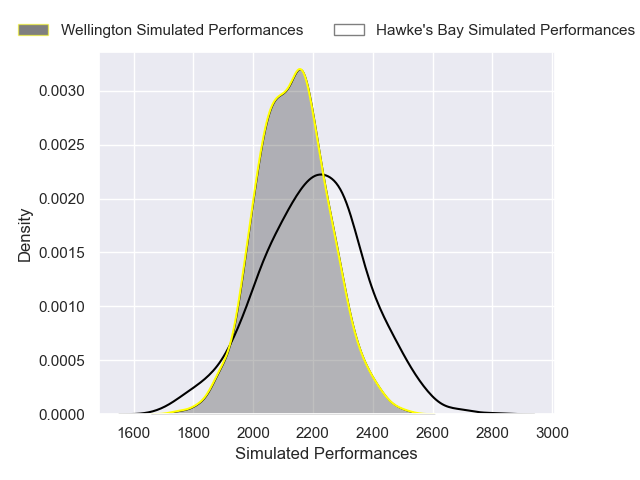 Wellington Simulated Performances
Hawke's Bay Simulated Performances
0.0030
0.0025
0.0020
0.0015
0.0010
0.0005
0.0000
Density
1600 1800 2000 2200 2400 2600 2800 3000
Simulated Performances